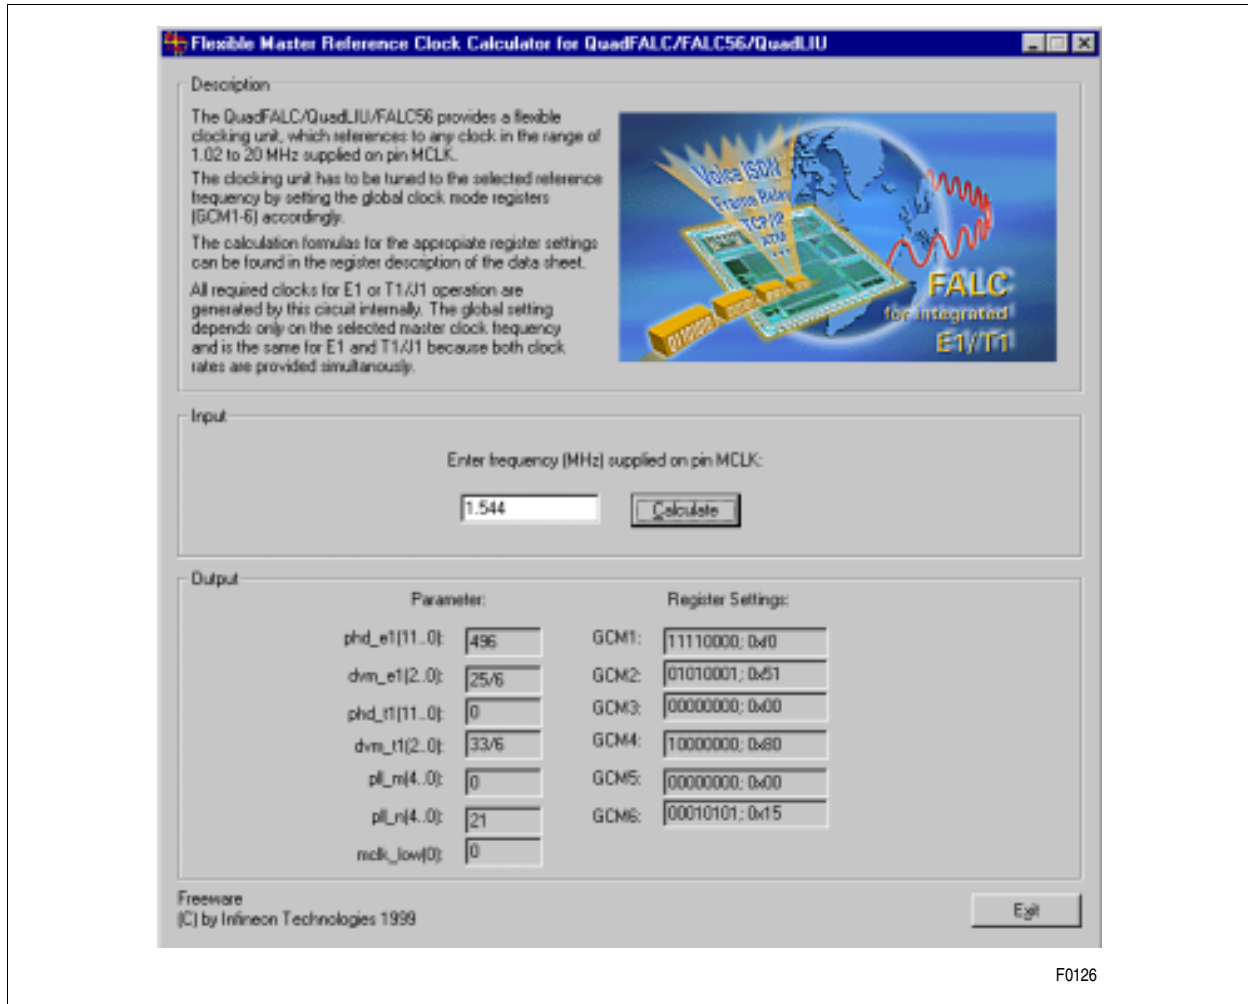 Flexible Master Reference Clock Calculator for QuadFALC/FALC56/QuadLIU
Description
The QuadFALC/QuadLIU/FALC56 provides a flexible
clocking unit, which references to any clock in the range of
1.02 to 20 MHz supplied on pin MCLK.
The clocking unit has to be tuned to the selected reference
frequency by setting the global clock mode registers
(GCM1-6) accordingly.
The calculation formulas for the appropiate register settings
can be found in the register description of the data sheet.
All required clocks for E1 or T1/J1 operation are
generated by this circuit internally. The global setting
depends only on the selected master clock frequency
and is the same for E1 and T1/J1 because both clock
rates are provided simultaneously.
Voice ISDN
Frame Relay
TCP/IP
ATM
...
01101001
FALC
for integrated
E1/T1
Input
Enter frequency (MHz) supplied on pin MCLK:
1.544
Calculate
Output
Parameter:
Register Settings:
phd_e1(11..0): 496 GCM1: 11110000; 0xf0
dvm_e1(2..0): 25/6 GCM2: 01010001; 0x51
phd_t1(11..0): 0 GCM3: 00000000; 0x00
dvm_t1(2..0): 33/6 GCM4: 10000000; 0x80
pll_m(4..0): 0 GCM5: 00000000; 0x00
pll_n(4..0): 21 GCM6: 00010101; 0x15
mclk_low(0): 0
Freeware
(C) by Infineon Technologies 1999
Exit
F0126